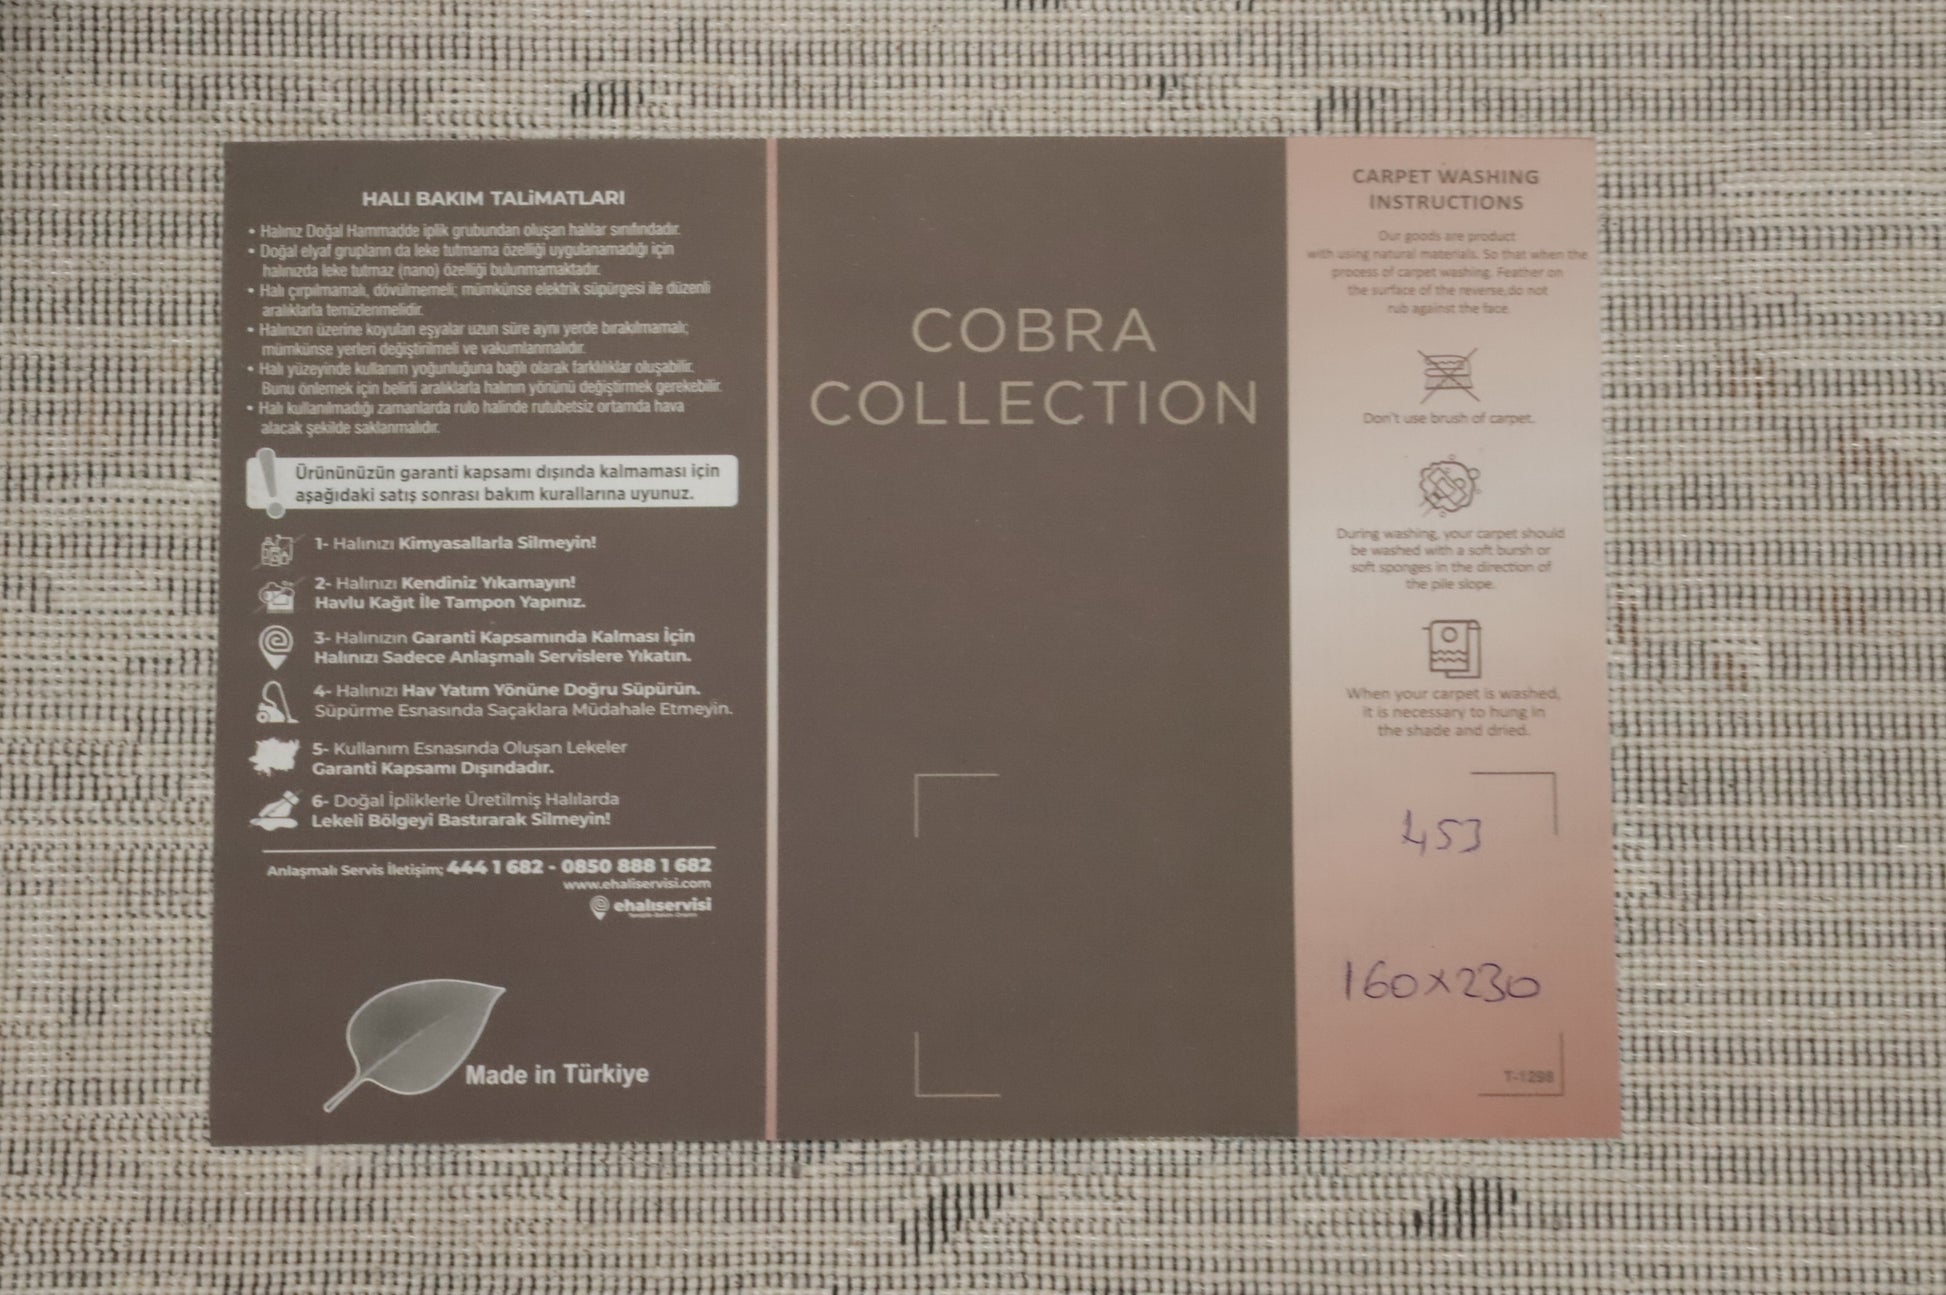 HALI BAKIM TALİMATLARI
• Halınız Doğal Hammadde iplik grubundan oluşan halılar sınıfındadır.
• Doğal elyaf grupların da leke tutmama özelliği uygulanamadığı için
halınızda leke tutmaz (nano) özelliği bulunmamaktadır.
• Halı çırpılmamalı, dövülmemeli; mümkünse elektrik süpürgesi ile düzenli
aralıklarla temizlenmelidir.
• Halınızın üzerine koyulan eşyalar uzun süre aynı yerde bırakılmamalı;
mümkünse yerleri değiştirilmeli ve vakumlanmalıdır.
• Halı yüzeyinde kullanım yoğunluğuna bağlı olarak farklılıklar oluşabilir.
Bunu önlemek için belirli aralıklarla halının yönünü değiştirmek gerekebilir.
• Halı kullanılmadığı zamanlarda rulo halinde rutubetsiz ortamda hava
alacak şekilde saklanmalıdır.
Ürününüzün garanti kapsamı dışında kalmaması için
aşağıdaki satış sonrası bakım kurallarına uyunuz.
1- Halınızı Kimyasallarla Silmeyin!
2- Halınızı Kendiniz Yıkamayın!
Havlu Kağıt İle Tampon Yapınız.
3- Halınızın Garanti Kapsamında Kalması İçin
Halınızı Sadece Anlaşmalı Servislere Yıkatın.
4- Halınızı Hav Yatım Yönüne Doğru Süpürün.
Süpürme Esnasında Saçaklara Müdahale Etmeyin.
5- Kullanım Esnasında Oluşan Lekeler
Garanti Kapsamı Dışındadır.
6- Doğal İpliklerle Üretilmiş Halılarda
Lekeli Bölgeyi Bastırarak Silmeyin!
Anlaşmalı Servis İletişim; 444 1 682 - 0850 888 1 682
www.ehaliservisi.com
ehalıservisi
Made in Türkiye
COBRA
COLLECTION
CARPET WASHING
INSTRUCTIONS
Our goods are product
with using natural materials. So that when the
process of carpet washing. Feather on
the surface of the reverse,do not
rub against the face.
Don't use brush of carpet.
During washing, your carpet should
be washed with a soft bursh or
soft sponges in the direction of
the pile slope.
When your carpet is washed,
it is necessary to hung in
the shade and dried.
453
160x230
T-1298